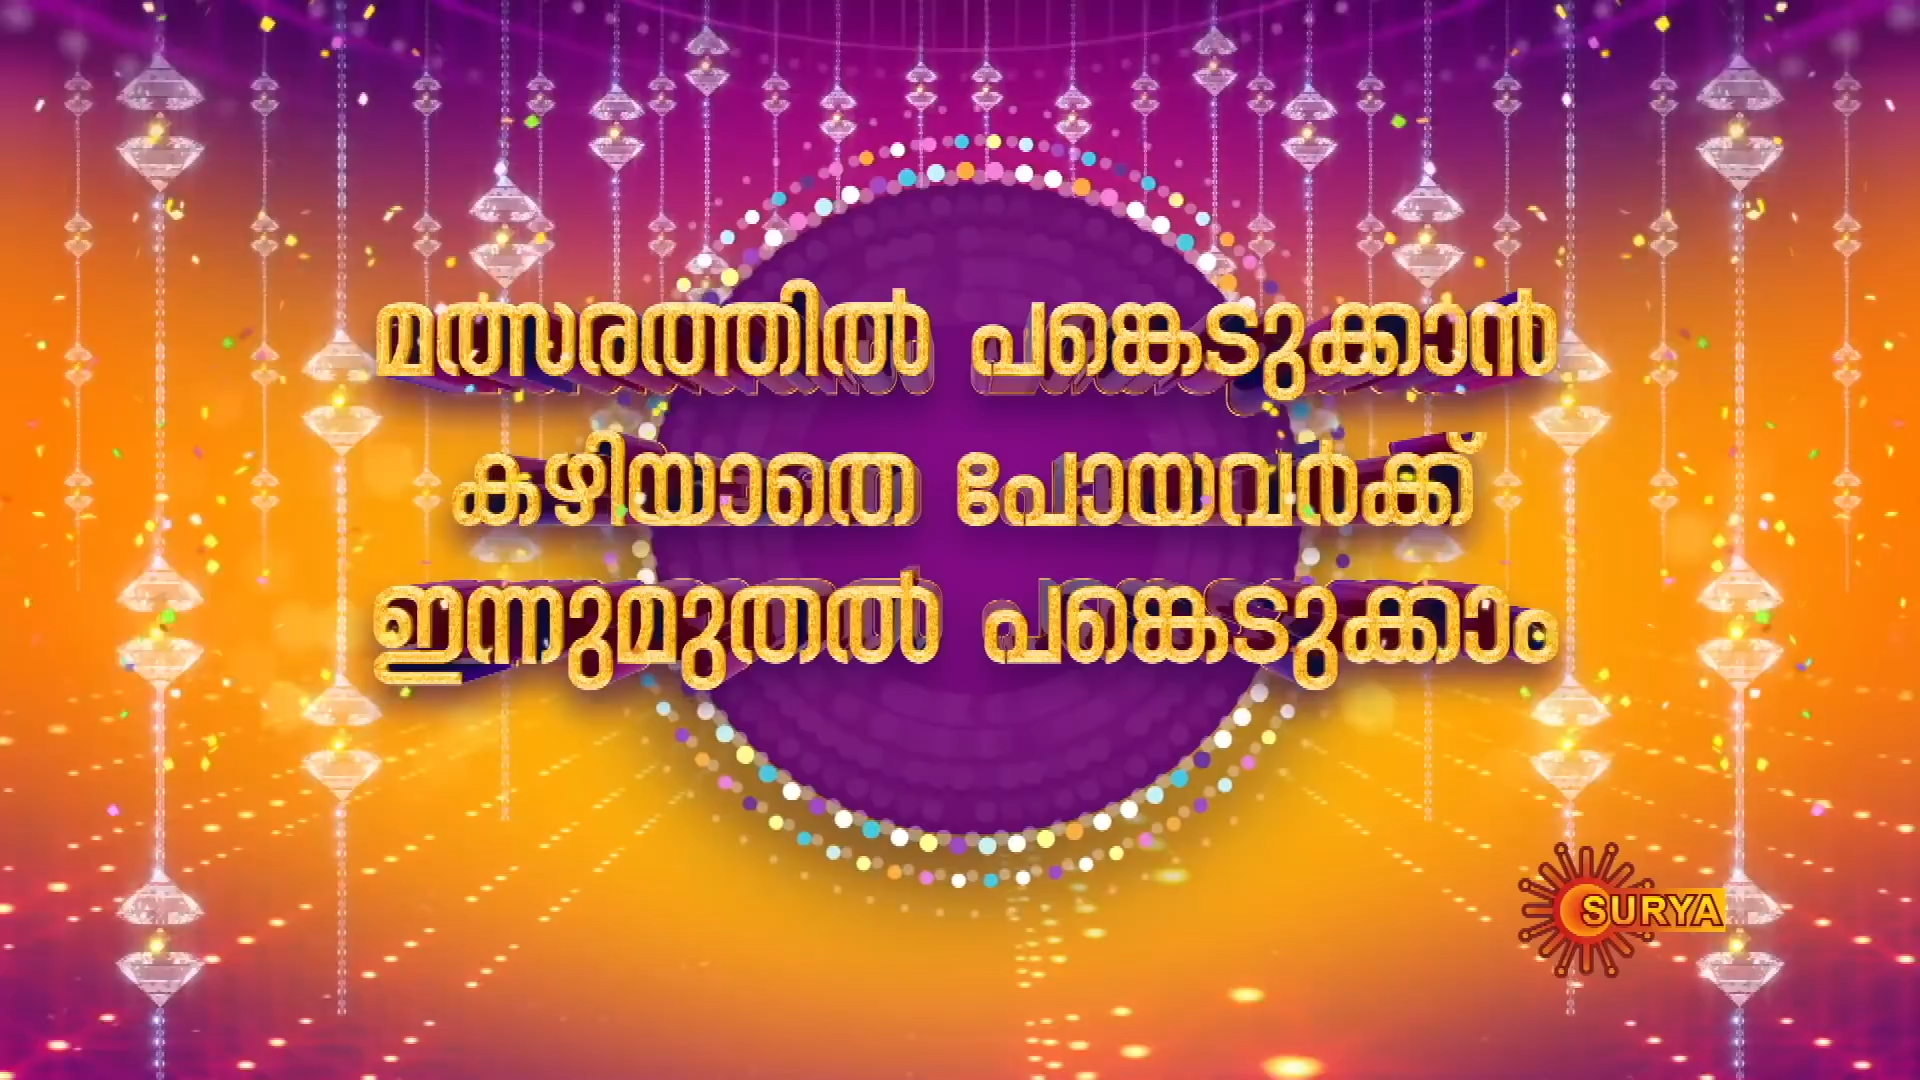 മത്സരത്തിൽ പങ്കെടുക്കാൻ
കഴിയാതെ പോയവർക്ക്
ഇന്നുമുതൽ പങ്കെടുക്കാം
SURYA